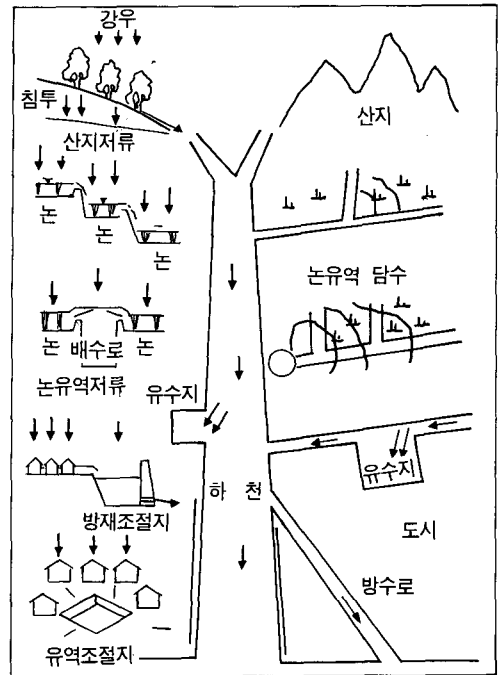 강우
침투
산지저류
산지
논
논
논
논유역 담수
논
배수로
논
논유역저류
유수지
유수지
하 천
방재조절지
도시
방수로
유역조절지